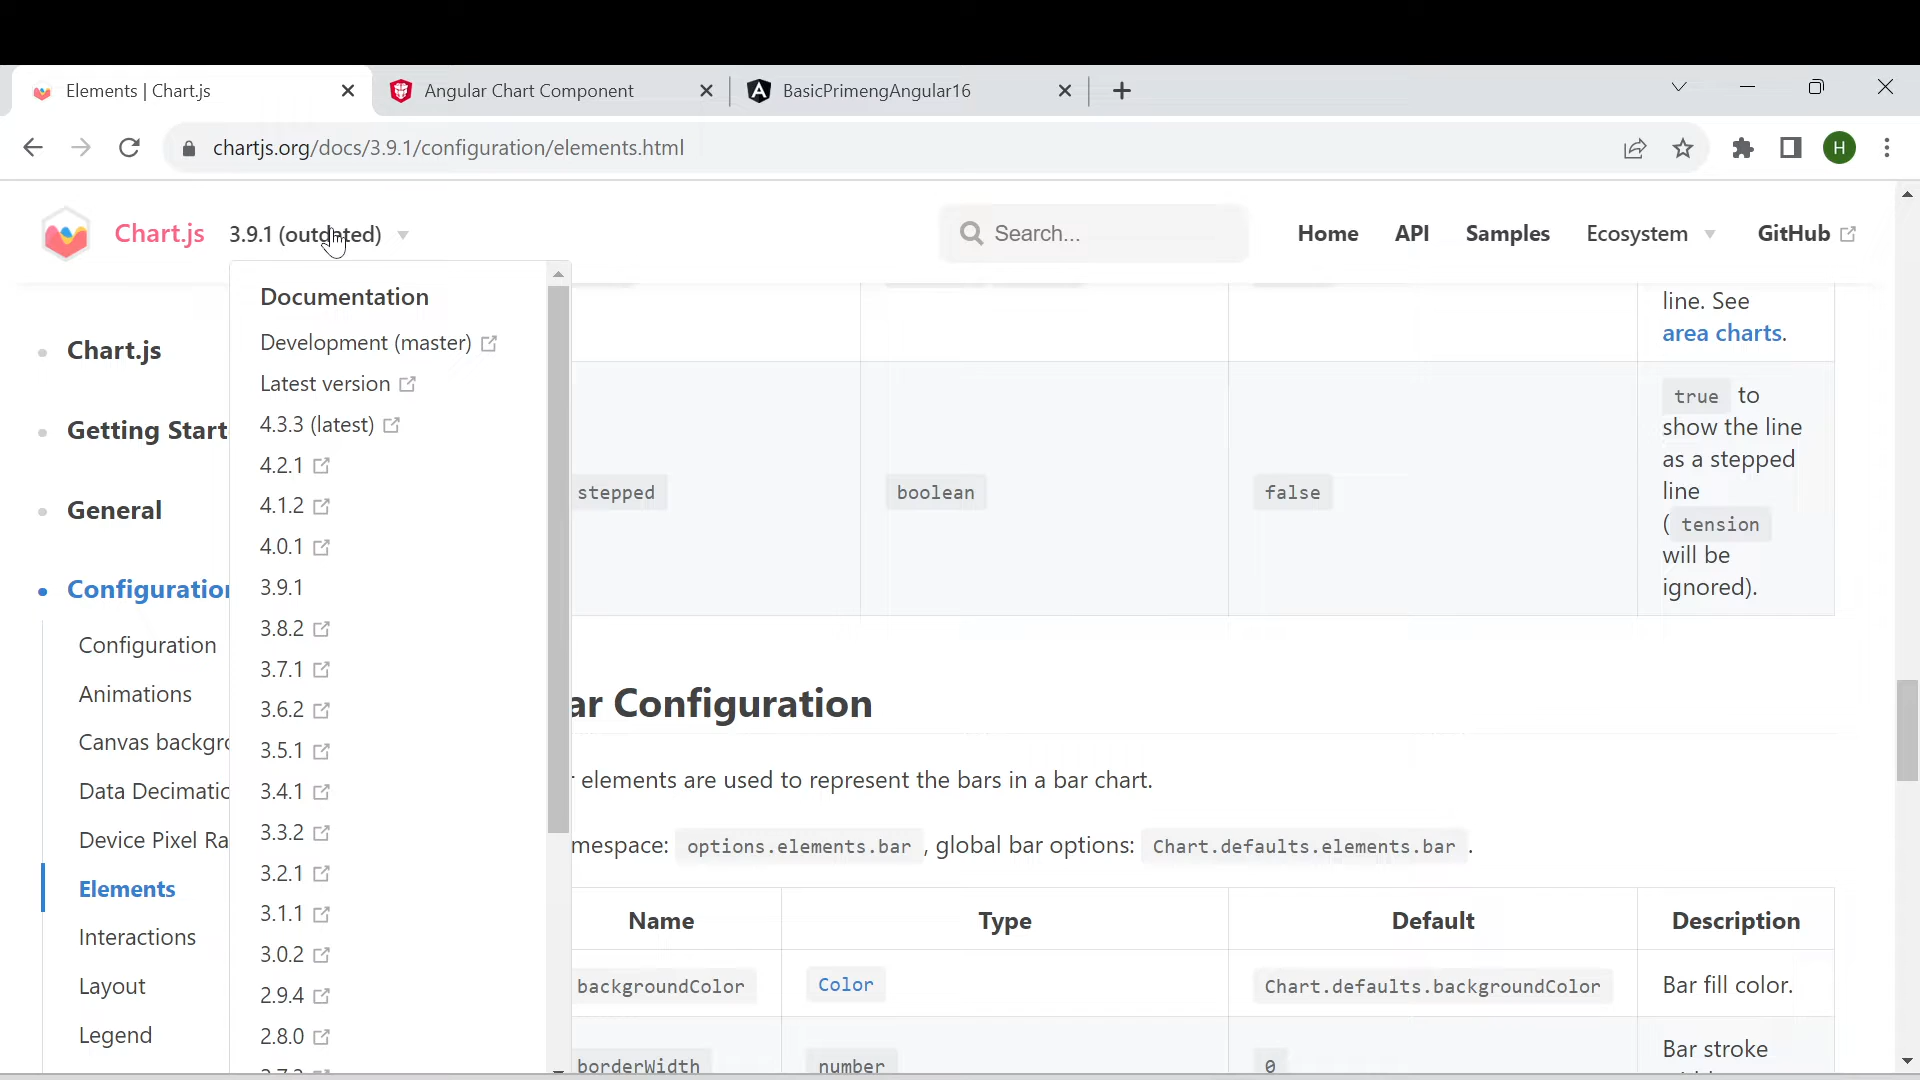 Elements | Chart.js
Angular Chart Component
BasicPrimengAngular16
chartjs.org/docs/3.9.1/configuration/elements.html
H
Chart.js
3.9.1 (outdated)
Search...
Home
API
Samples
Ecosystem
GitHub
Chart.js
Getting Start
General
Configuration
Configuration
Animations
Canvas backgro
Data Decimatio
Device Pixel Ra
Elements
Interactions
Layout
Legend
Documentation
Development (master)
Latest version
4.3.3 (latest)
4.2.1
4.1.2
4.0.1
3.9.1
3.8.2
3.7.1
3.6.2
3.5.1
3.4.1
3.3.2
3.2.1
3.1.1
3.0.2
2.9.4
2.8.0
line. See
area charts.
stepped
boolean
false
true to
show the line
as a stepped
line
( tension
will be
ignored).
ar Configuration
elements are used to represent the bars in a bar chart.
mespace: options.elements.bar , global bar options: Chart.defaults.elements.bar .
Name Type Default Description
backgroundColor Color Chart.defaults.backgroundColor Bar fill color.
borderWidth number 0 Bar stroke